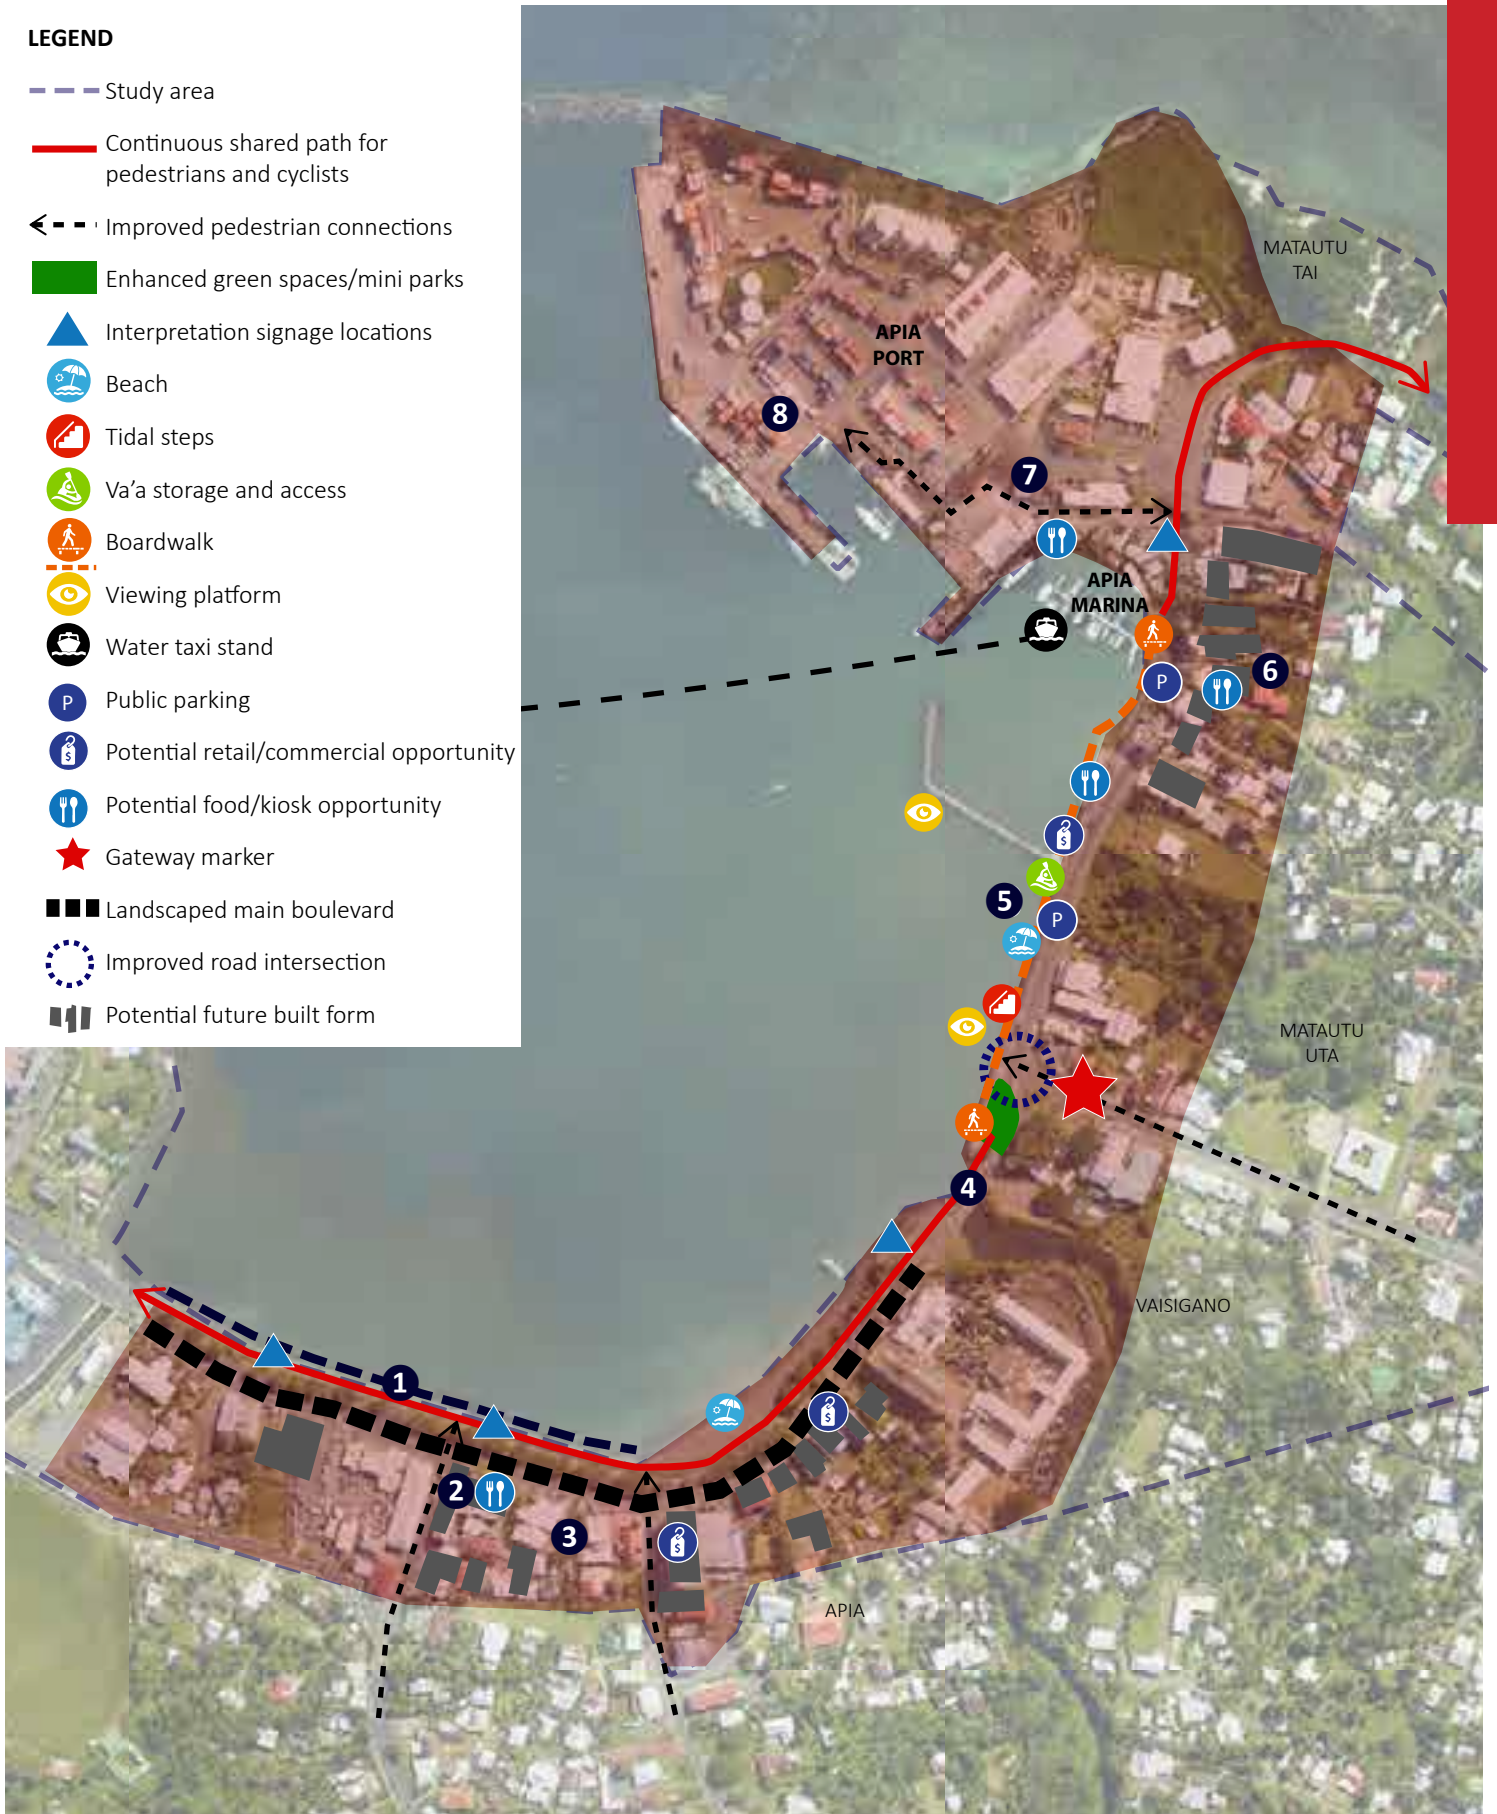 LEGEND
Study area
Continuous shared path for
pedestrians and cyclists
Improved pedestrian connections
Enhanced green spaces/mini parks
Interpretation signage locations
Beach
Tidal steps
Va'a storage and access
Boardwalk
Viewing platform
Water taxi stand
P Public parking
$ Potential retail/commercial opportunity
Potential food/kiosk opportunity
Gateway marker
Landscaped main boulevard
Improved road intersection
Potential future built form
MATAUTU
TAI
APIA
PORT
8
7
APIA
MARINA
6
P
$
5
P
MATAUTU
UTA
4
VAISIGANO
1
$
2
3
$
APIA